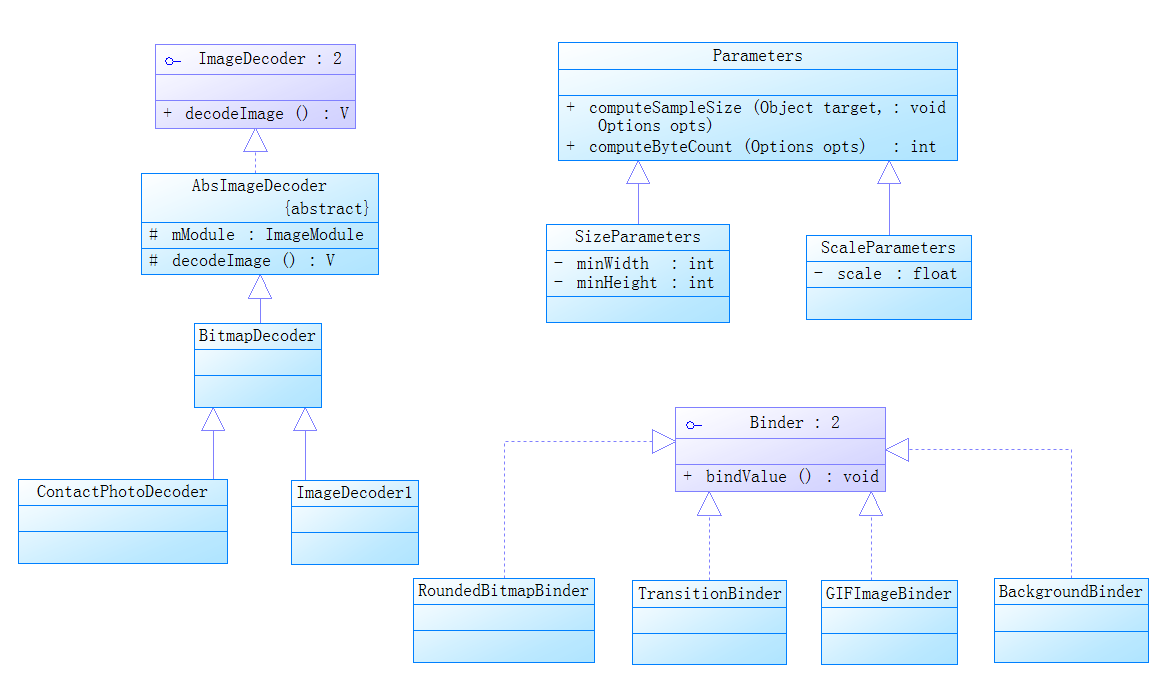 ImageDecoder : 2
+ decodeImage () : V
AbsImageDecoder
{abstract}
# mModule : ImageModule
# decodeImage () : V
BitmapDecoder
ContactPhotoDecoder
ImageDecoder1
Parameters
+ computeSampleSize (Object target, : void
Options opts)
+ computeByteCount (Options opts) : int
SizeParameters
- minWidth : int
- minHeight : int
ScaleParameters
- scale : float
Binder : 2
+ bindValue () : void
RoundedBitmapBinder
TransitionBinder
GIFImageBinder
BackgroundBinder